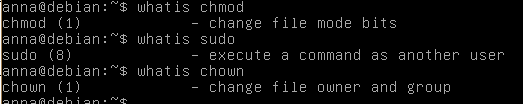 anna@debian:~$ whatis chmod
chmod (1)            - change file mode bits
anna@debian:~$ whatis sudo
sudo (8)             - execute a command as another user
anna@debian:~$ whatis chown
chown (1)            - change file owner and group
anna@debian:~$